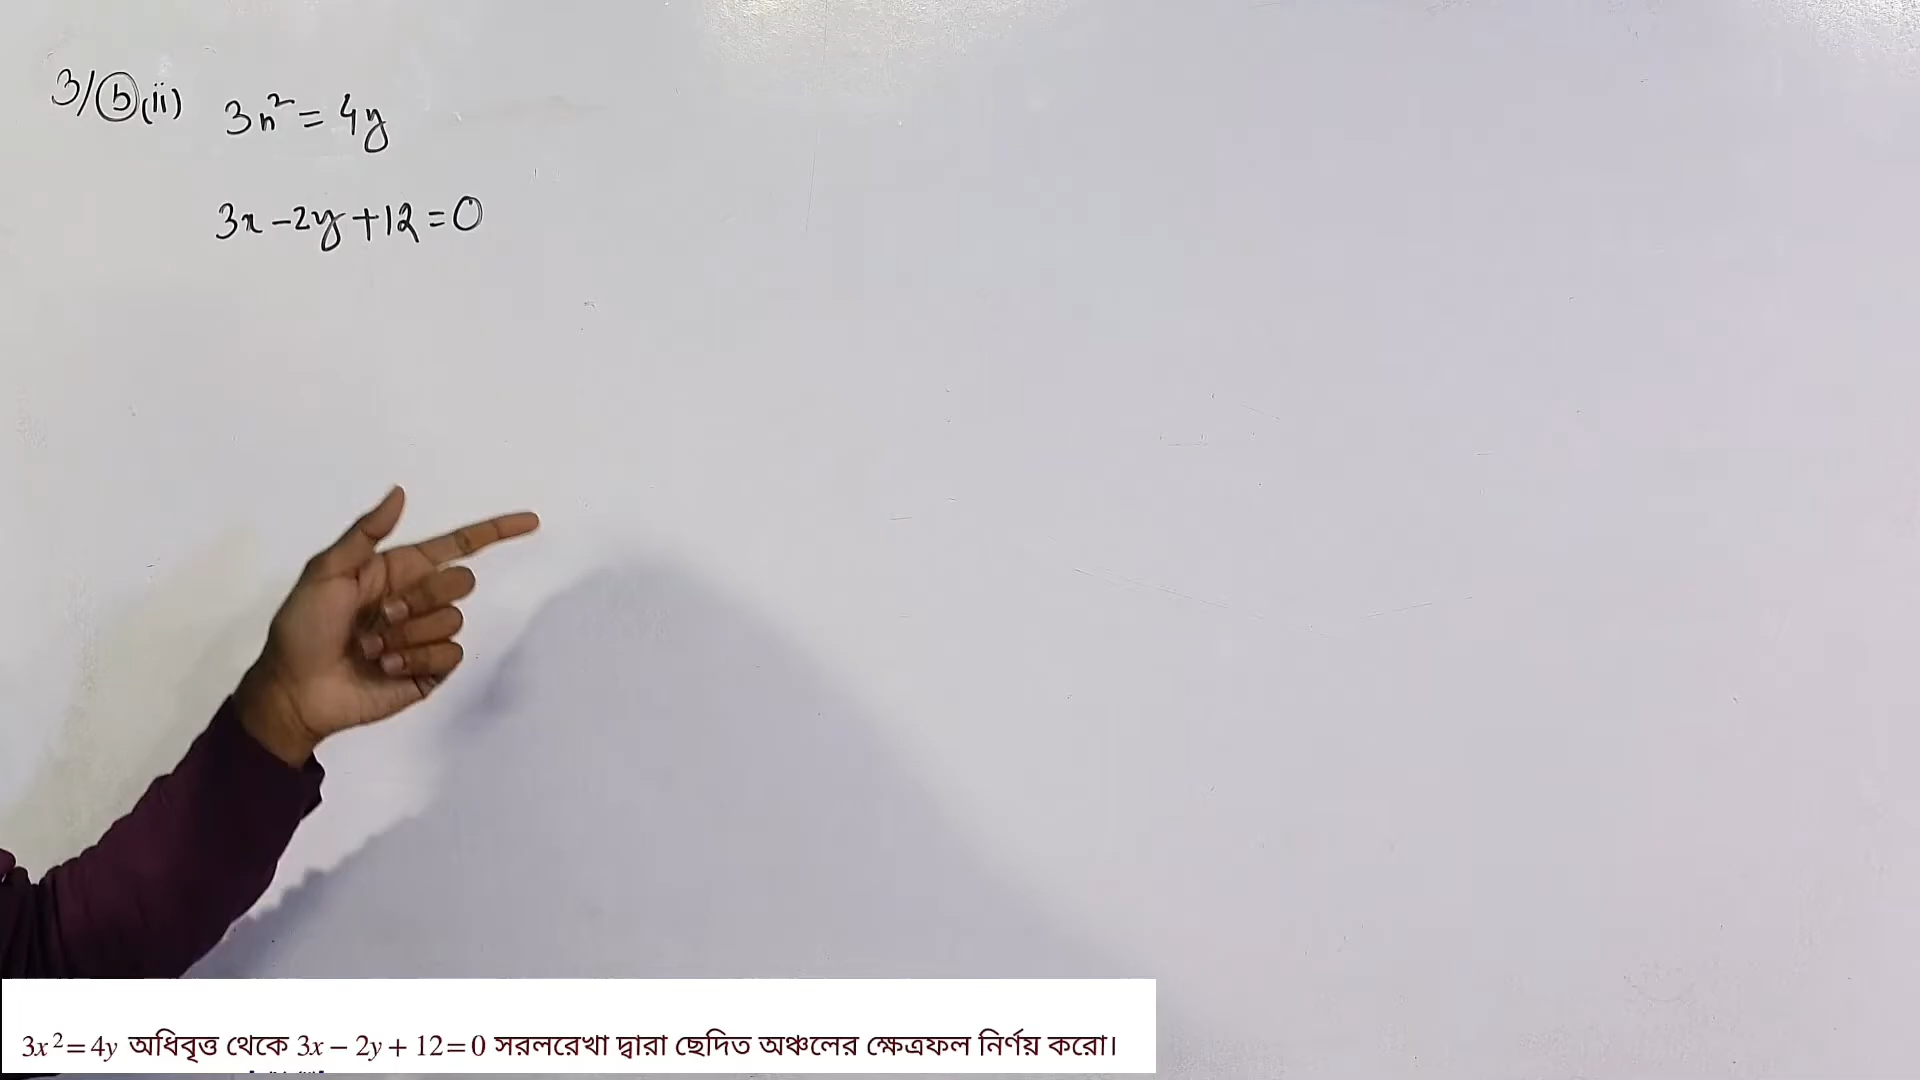 3/ⓑ(ii) 3x² = 4y
3x - 2y + 12 = 0
3x² = 4y অধিবৃত্ত থেকে 3x − 2y + 12 = 0 সরলরেখা দ্বারা ছেদিত অঞ্চলের ক্ষেত্রফল নির্ণয় করো।